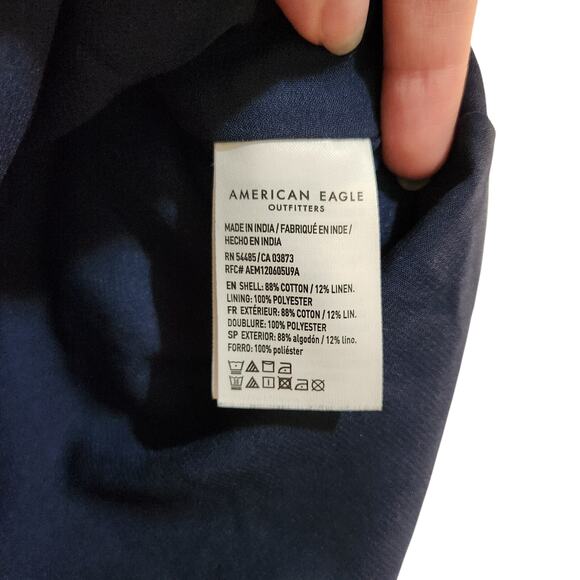 AMERICAN EAGLE
OUTFITTERS
MADE IN INDIA / FABRIQUÉ EN INDE /
HECHO EN INDIA
RN 54485 / CA 03873
RFC# AEM120605U9A
EN SHELL: 88% COTTON / 12% LINEN.
LINING: 100% POLYESTER
FR EXTÉRIEUR: 88% COTON / 12% LIN.
DOUBLURE: 100% POLYESTER
SP EXTERIOR: 88% algodón / 12% lino.
FORRO: 100% poliéster